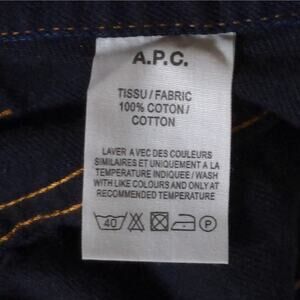 A.P.C.
TISSU / FABRIC
100% COTON /
COTTON
LAVER AVEC DES COULEURS
SIMILAIRES ET UNIQUEMENT A LA
TEMPERATURE INDIQUEE / WASH
WITH LIKE COLOURS AND ONLY AT
RECOMMENDED TEMPERATURE
40 P